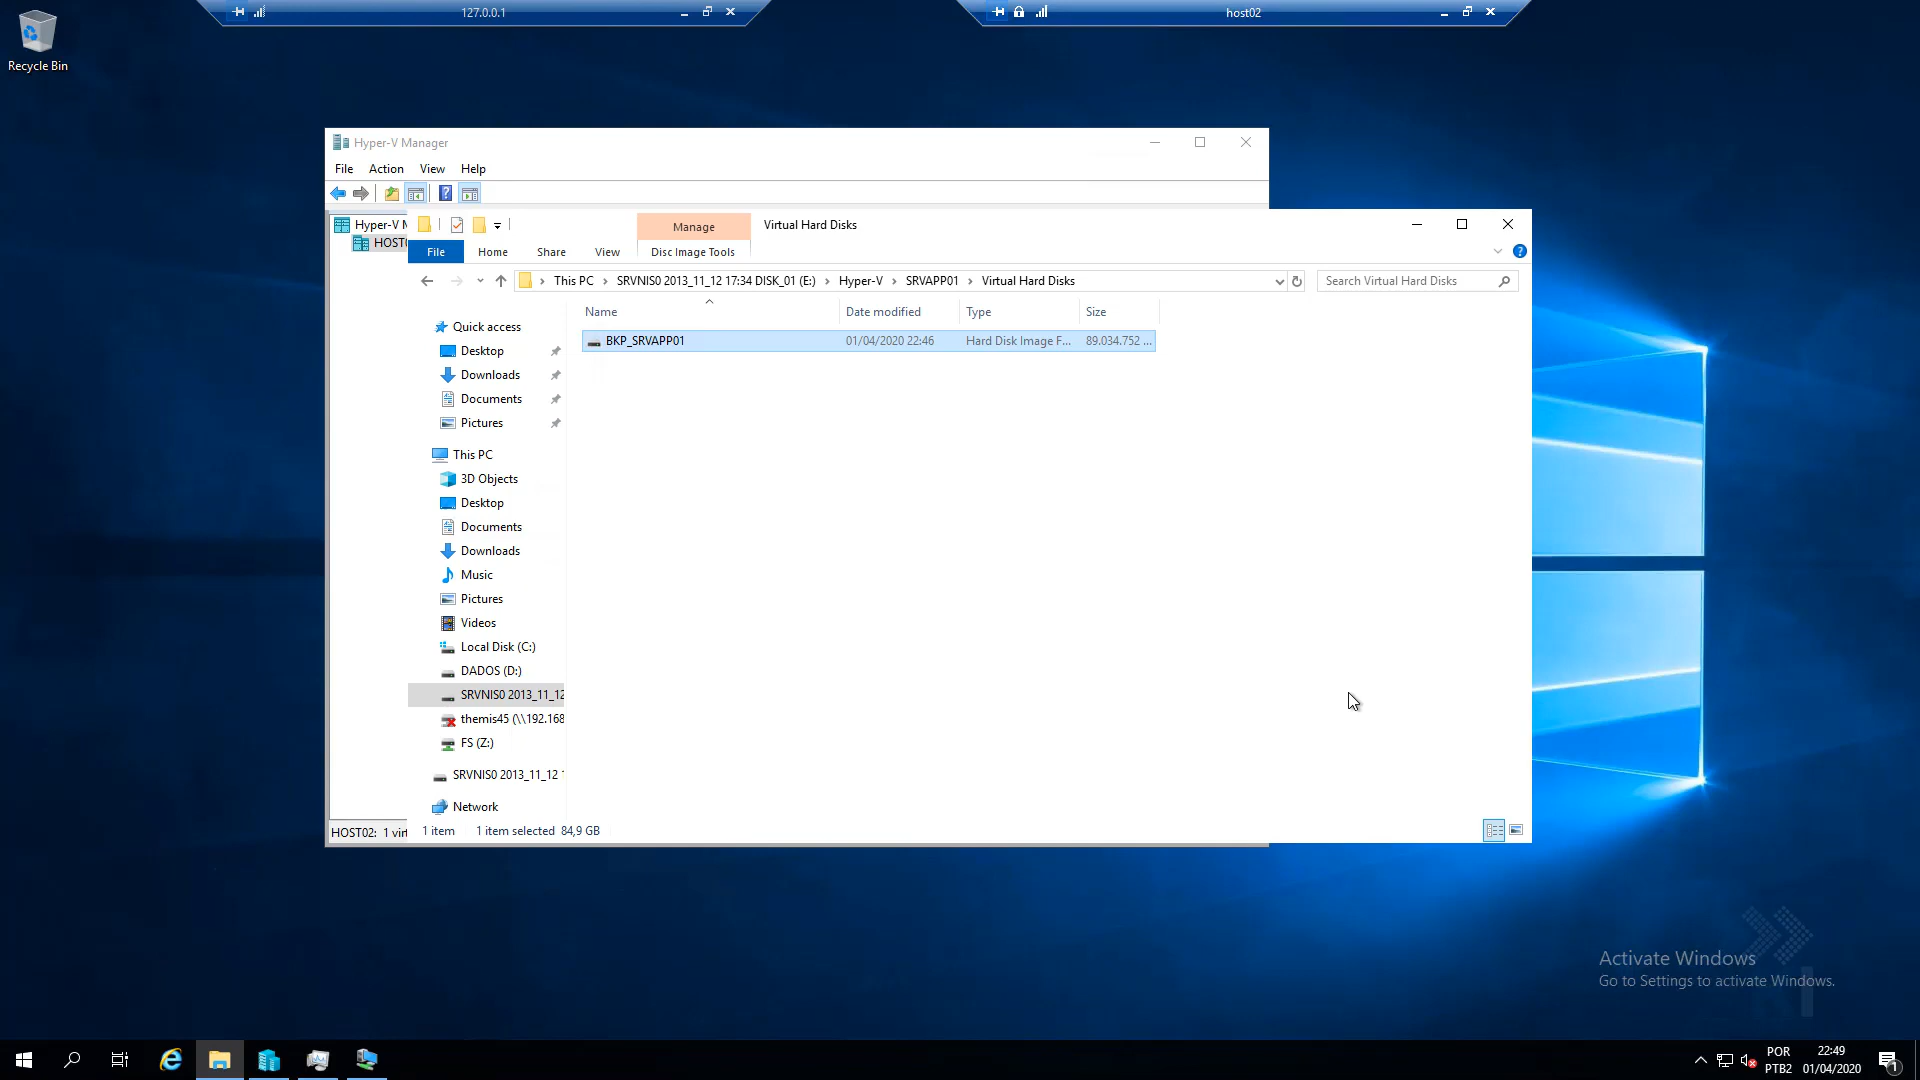 127.0.0.1
host02
Recycle Bin
Hyper-V Manager
File Action View Help
Hyper-V M
HOST
Manage
Virtual Hard Disks
File Home Share View Disc Image Tools
This PC SRVNIS0 2013_11_12 17:34 DISK_01 (E:) Hyper-V SRVAPP01 Virtual Hard Disks
Search Virtual Hard Disks
Name Date modified Type Size
BKP_SRVAPP01 01/04/2020 22:46 Hard Disk Image F... 89.034.752 ...
Quick access
Desktop
Downloads
Documents
Pictures
This PC
3D Objects
Desktop
Documents
Downloads
Music
Pictures
Videos
Local Disk (C:)
DADOS (D:)
SRVNIS0 2013_11_12
themis45 (\\192.168
FS (Z:)
SRVNIS0 2013_11_12 1
Network
HOST02: 1 virt
1 item 1 item selected 84,9 GB
Activate Windows
Go to Settings to activate Windows.
POR
PTB2
22:49
01/04/2020
1